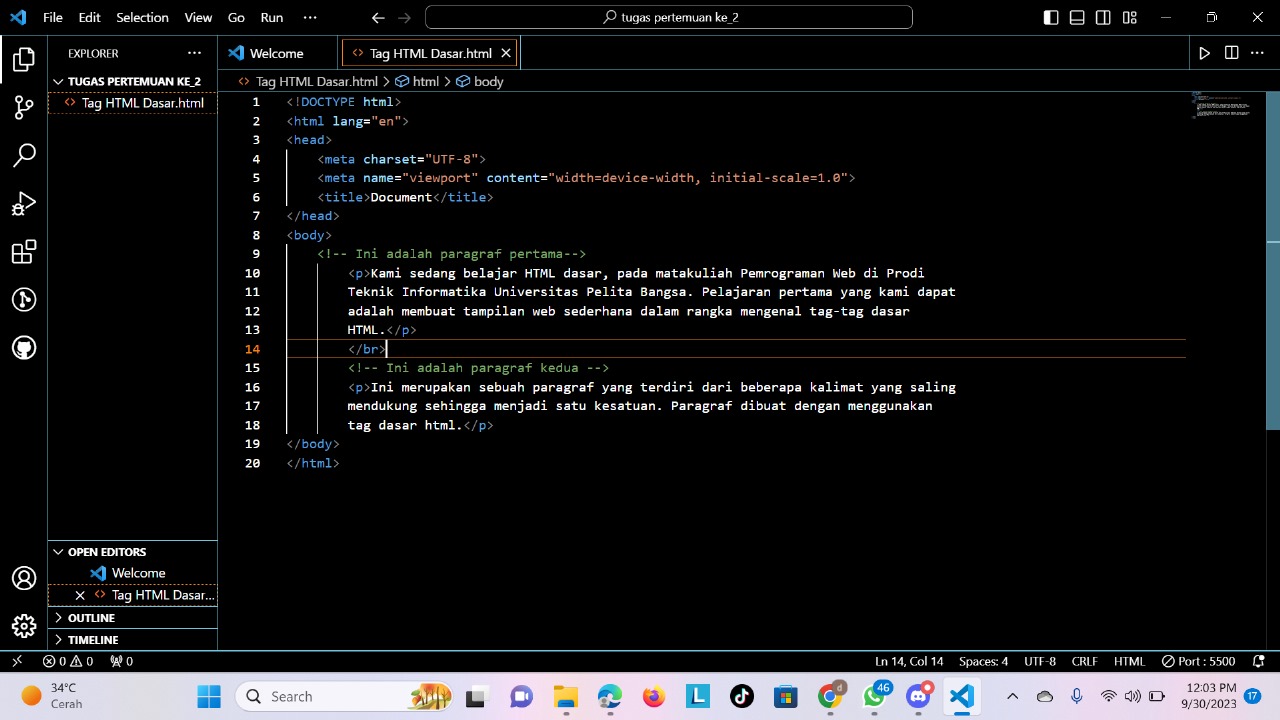 File Edit Selection View Go Run ··· tugas pertemuan ke_2
EXPLORER ···
TUGAS PERTEMUAN KE_2
Tag HTML Dasar.html
Welcome
Tag HTML Dasar.html
Tag HTML Dasar.html > html > body
1 <!DOCTYPE html>
2 <html lang="en">
3 <head>
4 <meta charset="UTF-8">
5 <meta name="viewport" content="width=device-width, initial-scale=1.0">
6 <title>Document</title>
7 </head>
8 <body>
9 <!-- Ini adalah paragraf pertama-->
10 <p>Kami sedang belajar HTML dasar, pada matakuliah Pemrograman Web di Prodi
11 Teknik Informatika Universitas Pelita Bangsa. Pelajaran pertama yang kami dapat
12 adalah membuat tampilan web sederhana dalam rangka mengenal tag-tag dasar
13 HTML.</p>
14 </br>
15 <!-- Ini adalah paragraf kedua -->
16 <p>Ini merupakan sebuah paragraf yang terdiri dari beberapa kalimat yang saling
17 mendukung sehingga menjadi satu kesatuan. Paragraf dibuat dengan menggunakan
18 tag dasar html.</p>
19 </body>
20 </html>
OPEN EDITORS
Welcome
Tag HTML Dasar...
OUTLINE
TIMELINE
0 0 0 Ln 14, Col 14 Spaces: 4 UTF-8 CRLF HTML Port : 5500
34°C
Cerah
Search
d
46
L
12:03 PM
9/30/2023
17